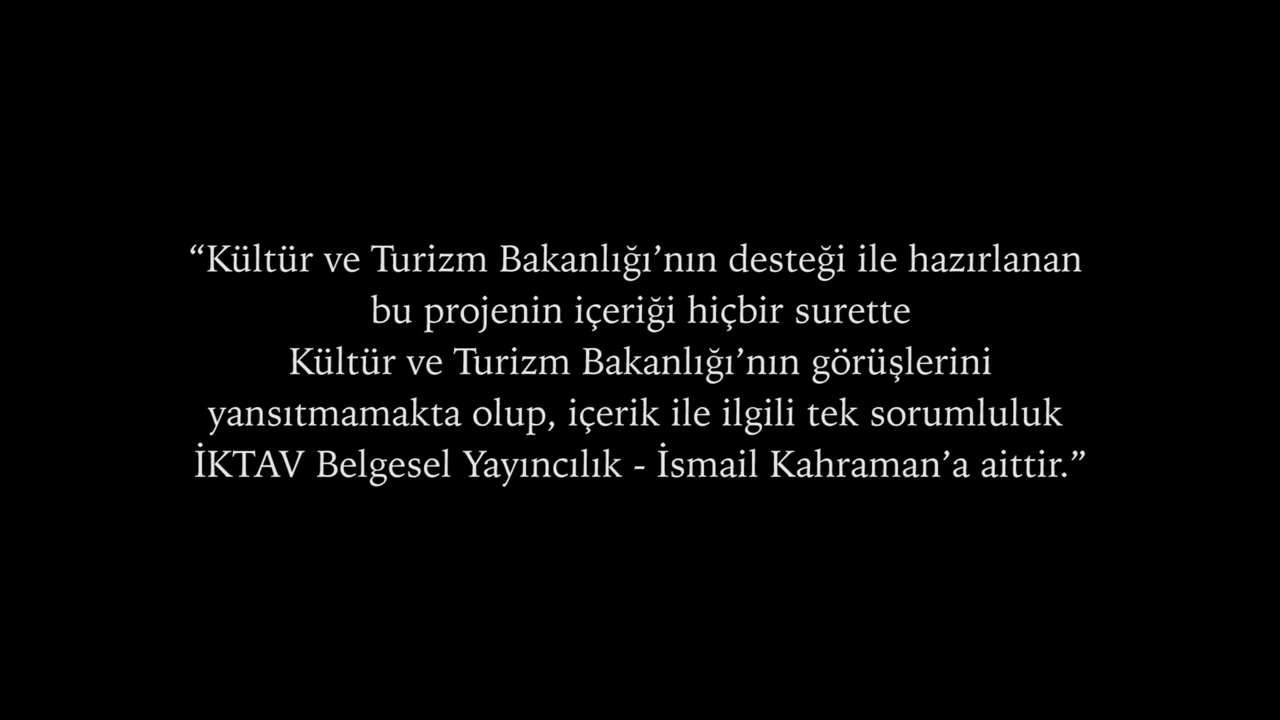 “Kültür ve Turizm Bakanlığı’nın desteği ile hazırlanan
bu projenin içeriği hiçbir surette
Kültür ve Turizm Bakanlığı’nın görüşlerini
yansıtmamakta olup, içerik ile ilgili tek sorumluluk
İKTAV Belgesel Yayıncılık - İsmail Kahraman’a aittir.”